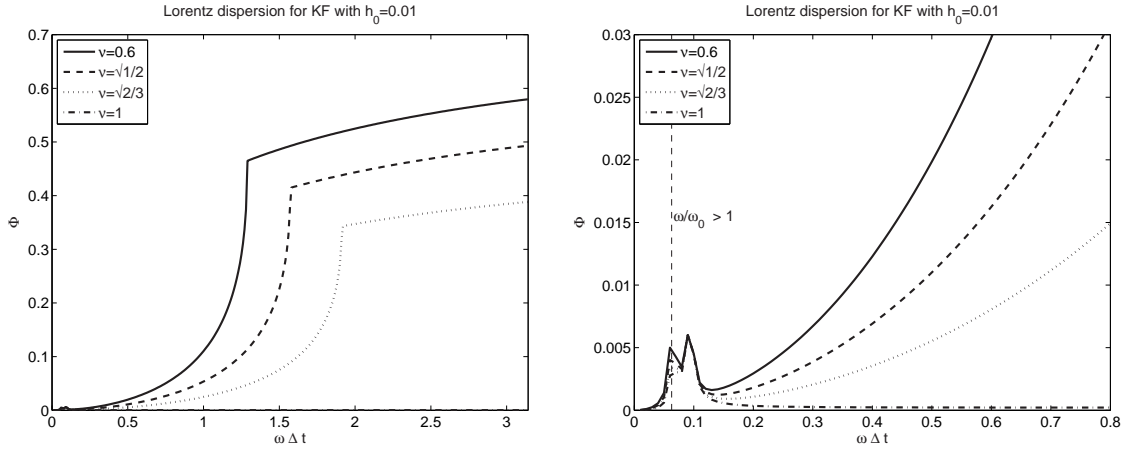 Lorentz dispersion for KF with h₀=0.01
0.7
0.6
0.5
0.4
0.3
0.2
0.1
0
Φ
ν=0.6
ν=√1/2
ν=√2/3
ν=1
0 0.5 1 1.5 2 2.5 3
ω Δ t
Lorentz dispersion for KF with h₀=0.01
0.03
0.025
0.02
0.015
0.01
0.005
0
Φ
ν=0.6
ν=√1/2
ν=√2/3
ν=1
ω/ω₀ > 1
0 0.1 0.2 0.3 0.4 0.5 0.6 0.7 0.8
ω Δ t